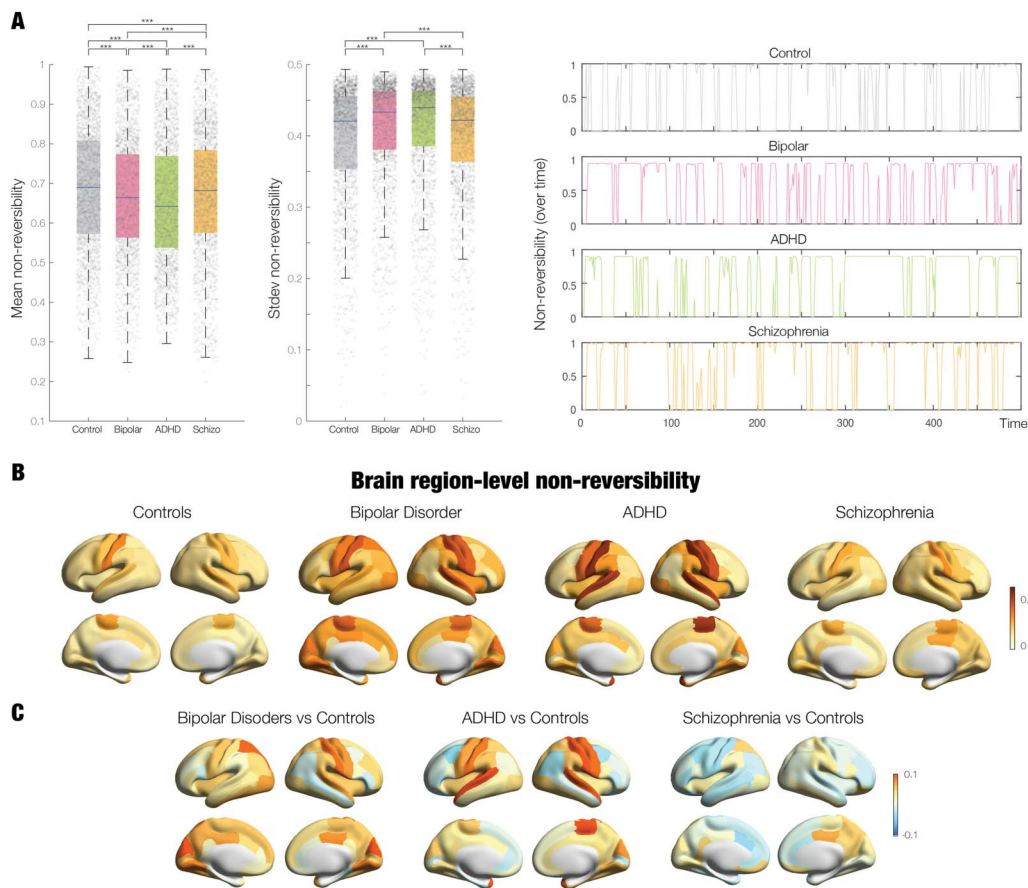 A
***
***
***
*** *** ***
Mean non-reversibility
1
0.9
0.8
0.7
0.6
0.5
0.4
0.3
0.2
0.1
Control Bipolar ADHD Schizo
***
***
*** ***
Stdev non-reversibility
0.5
0.4
0.3
0.2
0.1
0
Control Bipolar ADHD Schizo
Non-reversibility (over time)
Control
1
0.5
0
Bipolar
1
0.5
0
ADHD
1
0.5
0
Schizophrenia
1
0.5
0
0 100 200 300 400 Time
B
Brain region-level non-reversibility
Controls Bipolar Disorder ADHD Schizophrenia
0
C
Bipolar Disoders vs Controls ADHD vs Controls Schizophrenia vs Controls
0.1
-0.1